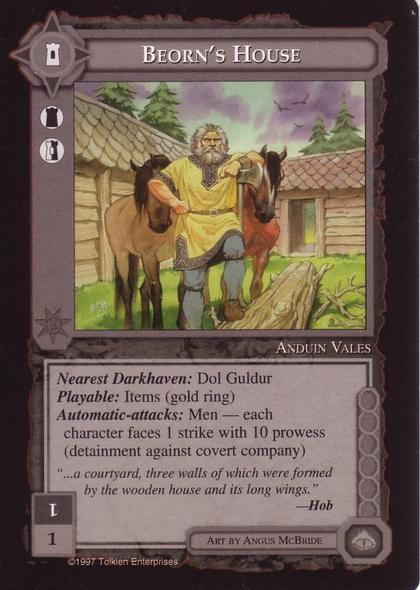 BEORN'S HOUSE
ANDUIN VALES
Nearest Darkhaven: Dol Guldur
Playable: Items (gold ring)
Automatic-attacks: Men — each
character faces 1 strike with 10 prowess
(detainment against covert company)
"...a courtyard, three walls of which were formed
by the wooden house and its long wings."
—Hob
1
1
ART BY ANGUS MCBRIDE
©1997 Tolkien Enterprises